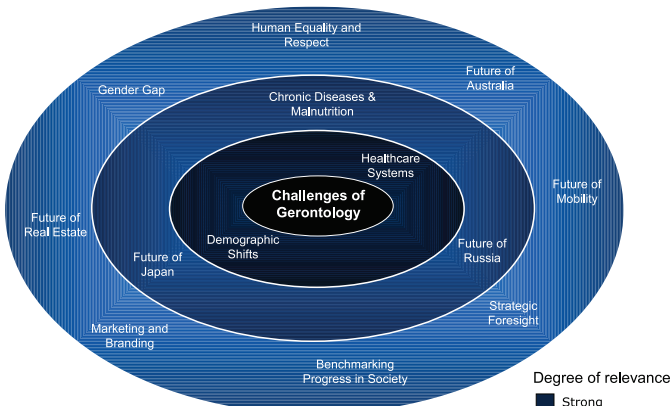 Human Equality and
Respect
Future of
Australia
Gender Gap
Chronic Diseases &
Malnutrition
Healthcare
Systems
Challenges of
Gerontology
Future of
Mobility
Future of
Real Estate
Demographic
Shifts
Future of
Japan
Future of
Russia
Strategic
Foresight
Marketing and
Branding
Benchmarking
Progress in Society
Degree of relevance
Strong